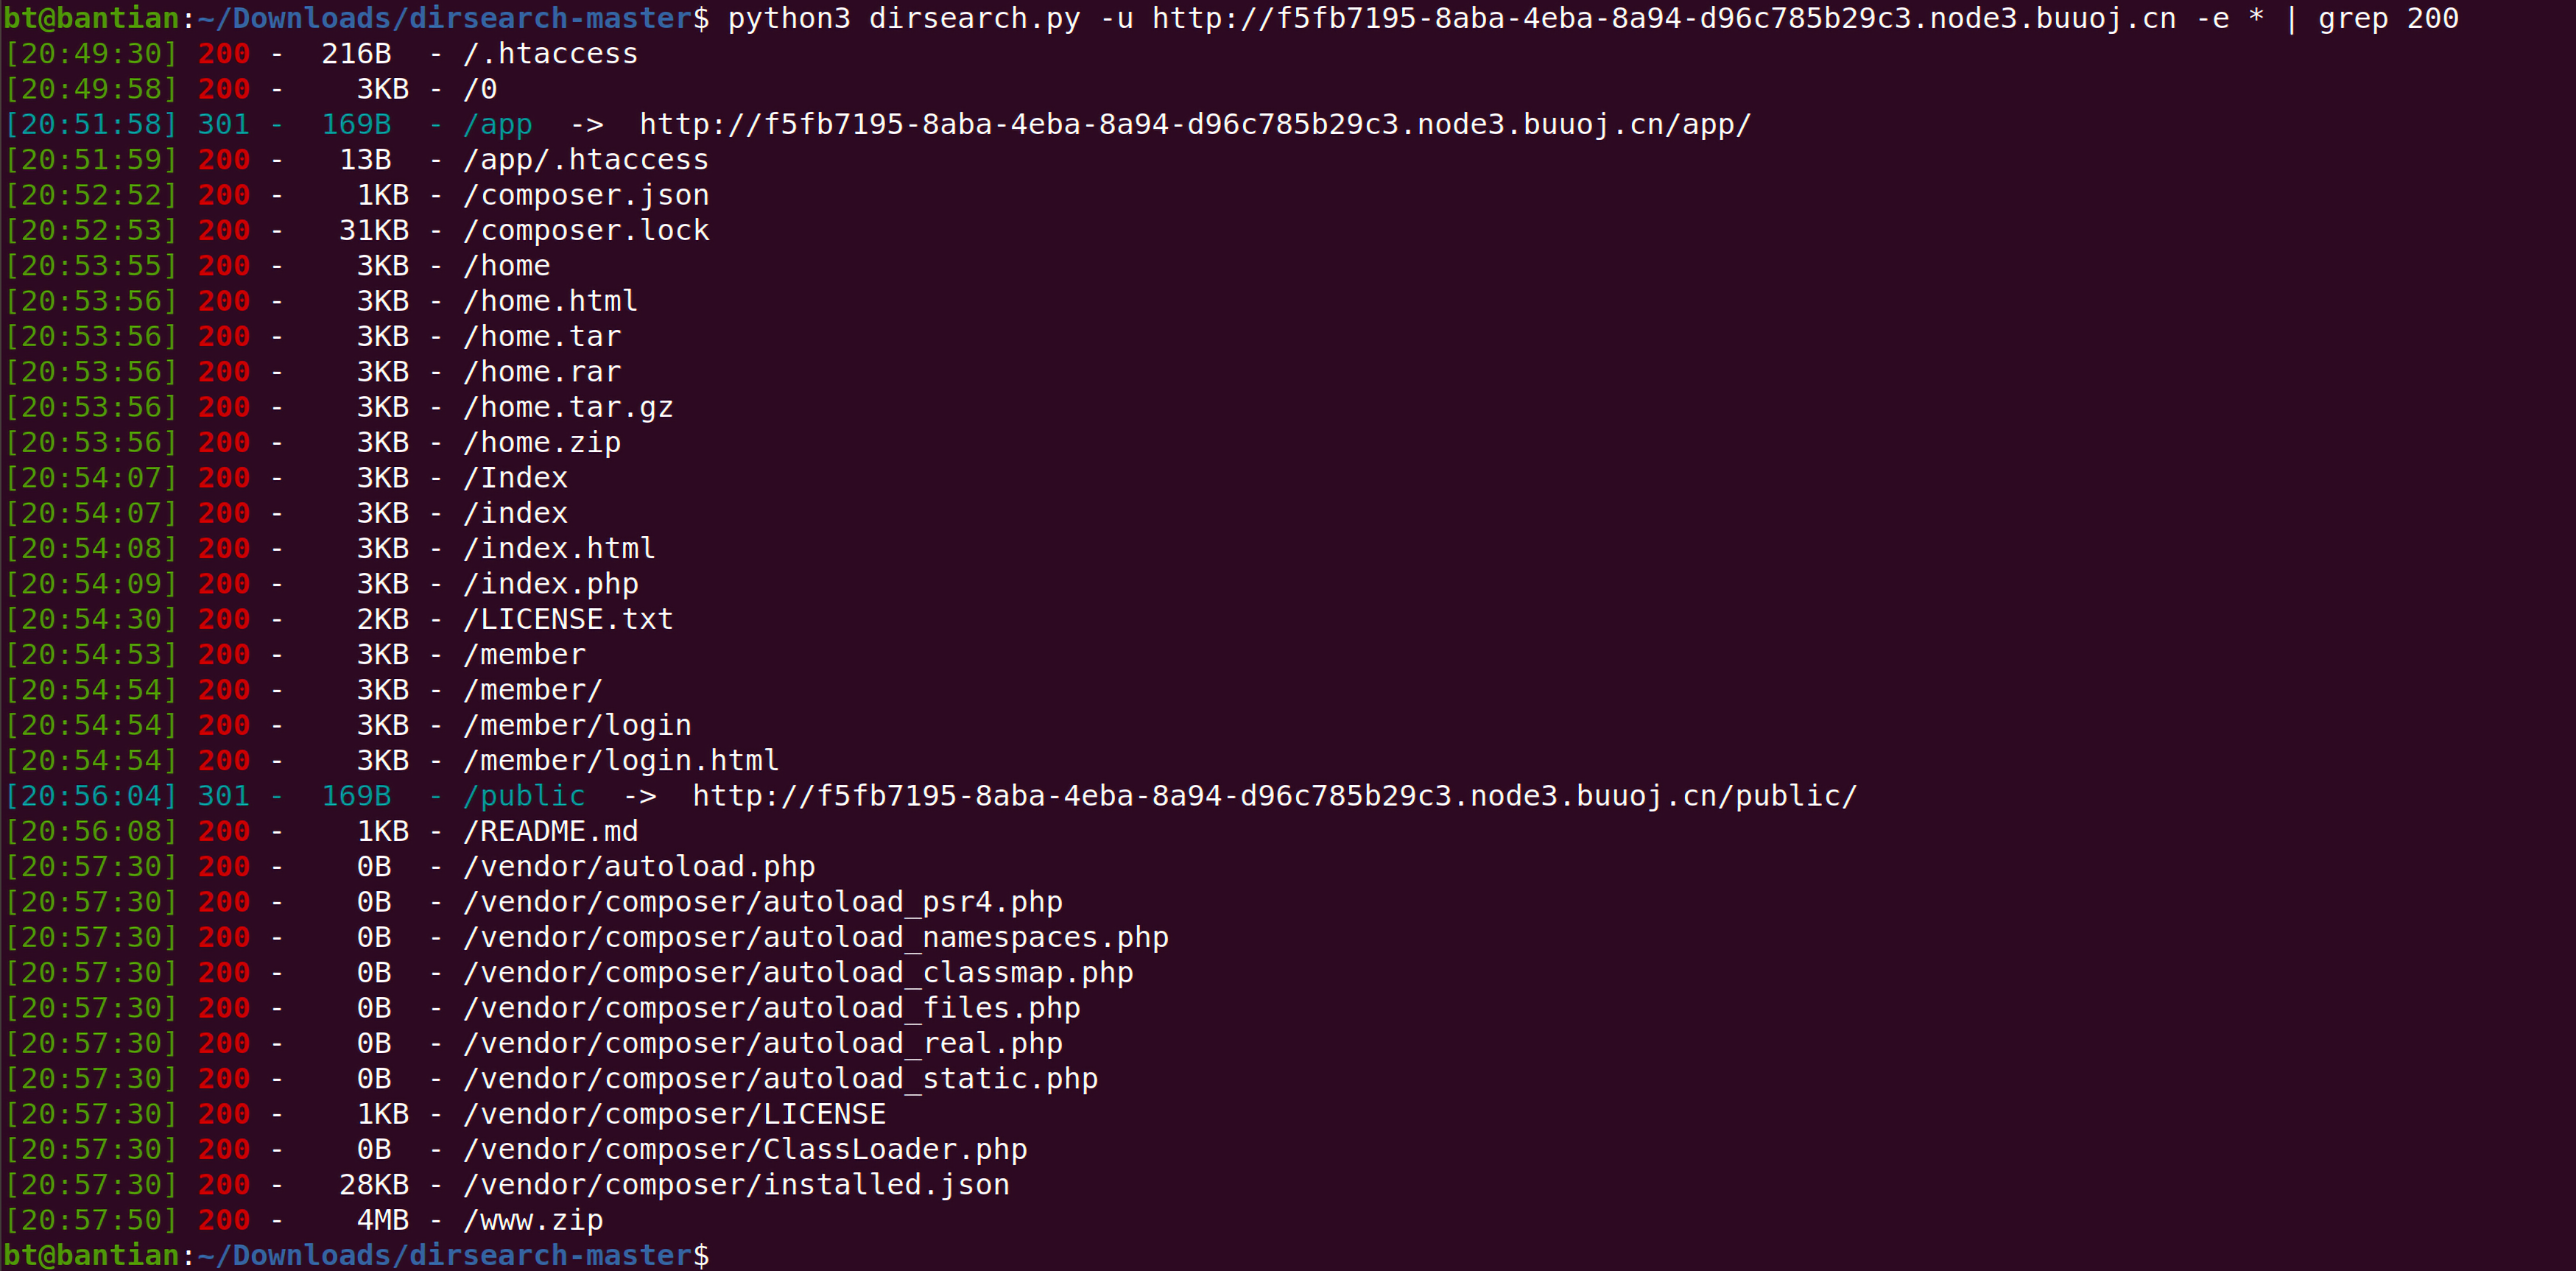 bt@bantian:~/Downloads/dirsearch-master$ python3 dirsearch.py -u http://f5fb7195-8aba-4eba-8a94-d96c785b29c3.node3.buuoj.cn -e * | grep 200
[20:49:30] 200 -  216B  - /.htaccess
[20:49:58] 200 -    3KB - /0
[20:51:58] 301 -  169B  - /app  ->  http://f5fb7195-8aba-4eba-8a94-d96c785b29c3.node3.buuoj.cn/app/
[20:51:59] 200 -   13B  - /app/.htaccess
[20:52:52] 200 -    1KB - /composer.json
[20:52:53] 200 -   31KB - /composer.lock
[20:53:55] 200 -    3KB - /home
[20:53:56] 200 -    3KB - /home.html
[20:53:56] 200 -    3KB - /home.tar
[20:53:56] 200 -    3KB - /home.rar
[20:53:56] 200 -    3KB - /home.tar.gz
[20:53:56] 200 -    3KB - /home.zip
[20:54:07] 200 -    3KB - /Index
[20:54:07] 200 -    3KB - /index
[20:54:08] 200 -    3KB - /index.html
[20:54:09] 200 -    3KB - /index.php
[20:54:30] 200 -    2KB - /LICENSE.txt
[20:54:53] 200 -    3KB - /member
[20:54:54] 200 -    3KB - /member/
[20:54:54] 200 -    3KB - /member/login
[20:54:54] 200 -    3KB - /member/login.html
[20:56:04] 301 -  169B  - /public  ->  http://f5fb7195-8aba-4eba-8a94-d96c785b29c3.node3.buuoj.cn/public/
[20:56:08] 200 -    1KB - /README.md
[20:57:30] 200 -    0B  - /vendor/autoload.php
[20:57:30] 200 -    0B  - /vendor/composer/autoload_psr4.php
[20:57:30] 200 -    0B  - /vendor/composer/autoload_namespaces.php
[20:57:30] 200 -    0B  - /vendor/composer/autoload_classmap.php
[20:57:30] 200 -    0B  - /vendor/composer/autoload_files.php
[20:57:30] 200 -    0B  - /vendor/composer/autoload_real.php
[20:57:30] 200 -    0B  - /vendor/composer/autoload_static.php
[20:57:30] 200 -    1KB - /vendor/composer/LICENSE
[20:57:30] 200 -    0B  - /vendor/composer/ClassLoader.php
[20:57:30] 200 -   28KB - /vendor/composer/installed.json
[20:57:50] 200 -    4MB - /www.zip
bt@bantian:~/Downloads/dirsearch-master$